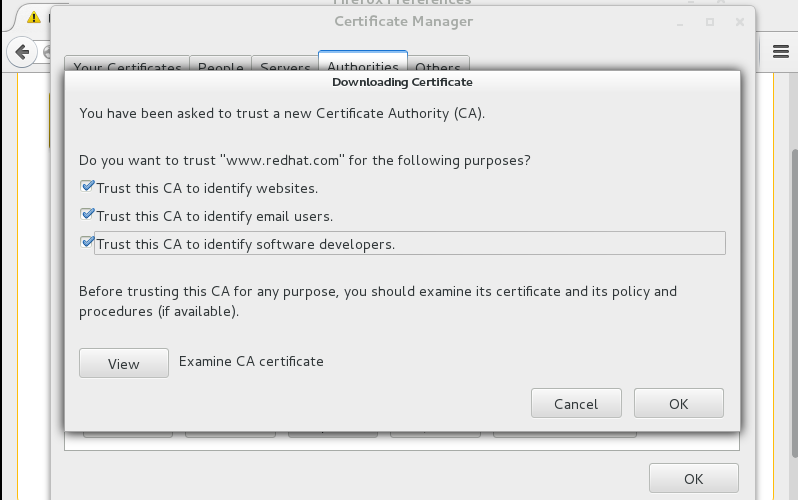 Firefox Preferences
Certificate Manager
Your Certificates People Servers Authorities Others
Downloading Certificate
You have been asked to trust a new Certificate Authority (CA).
Do you want to trust "www.redhat.com" for the following purposes?
Trust this CA to identify websites.
Trust this CA to identify email users.
Trust this CA to identify software developers.
Before trusting this CA for any purpose, you should examine its certificate and its policy and
procedures (if available).
View Examine CA certificate
Cancel OK
OK